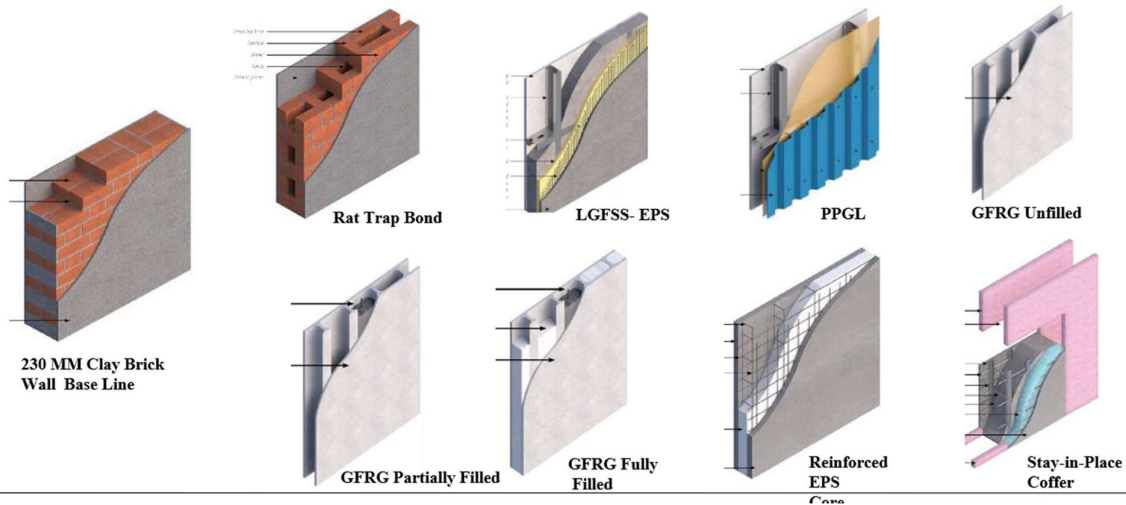 Rat Trap Bond
LGFSS- EPS
PPGL
GFRG Unfilled
230 MM Clay Brick
Wall Base Line
GFRG Partially Filled
GFRG Fully
Filled
Reinforced
EPS
Core
Stay-in-Place
Coffer